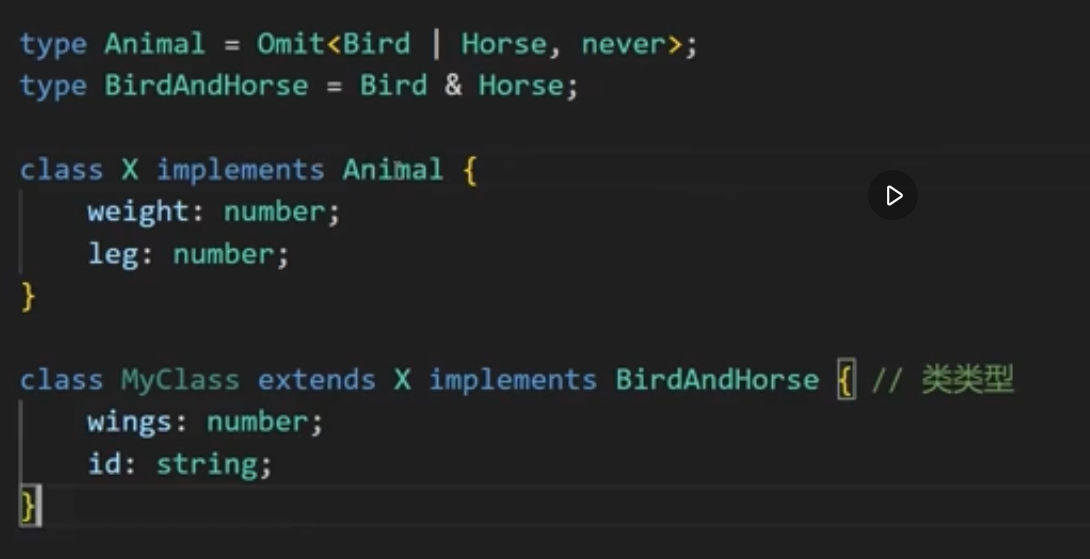 type Animal = Omit<Bird | Horse, never>;
type BirdAndHorse = Bird & Horse;
class X implements Animal {
weight: number;
leg: number;
}
class MyClass extends X implements BirdAndHorse { // 类类型
wings: number;
id: string;
}